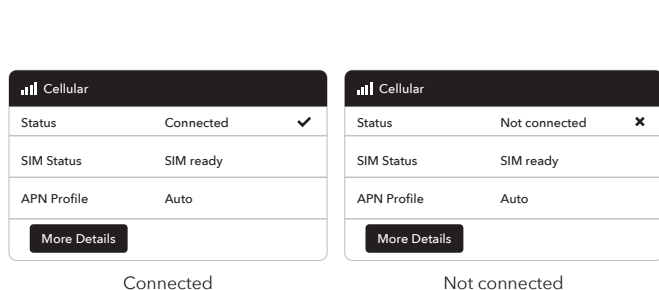 Cellular
Status Connected
SIM Status SIM ready
APN Profile Auto
More Details
Connected
Cellular
Status Not connected
SIM Status SIM ready
APN Profile Auto
More Details
Not connected